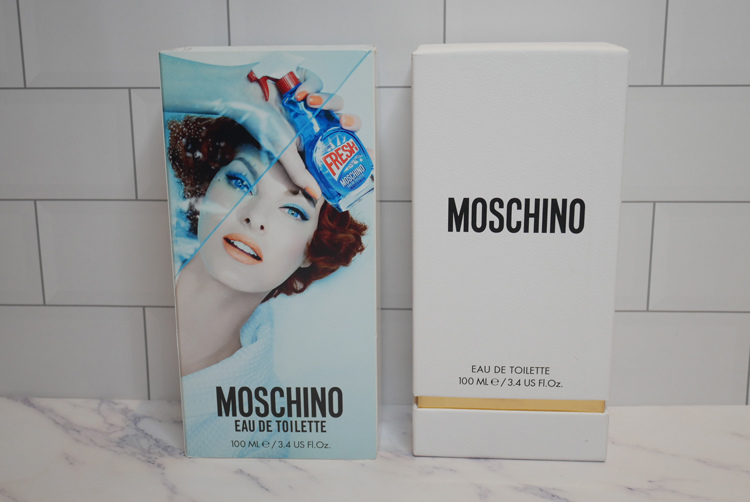 FRESH
MOSCHINO
MOSCHINO
EAU DE TOILETTE
100 ML ℮ / 3.4 US Fl.Oz.
MOSCHINO
EAU DE TOILETTE
100 ML ℮ / 3.4 US Fl.Oz.